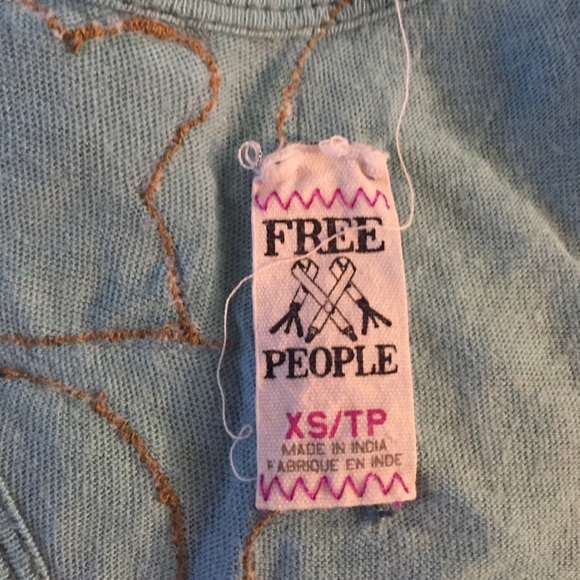 FREE
PEOPLE
XS/TP
MADE IN INDIA
FABRIQUE EN INDE